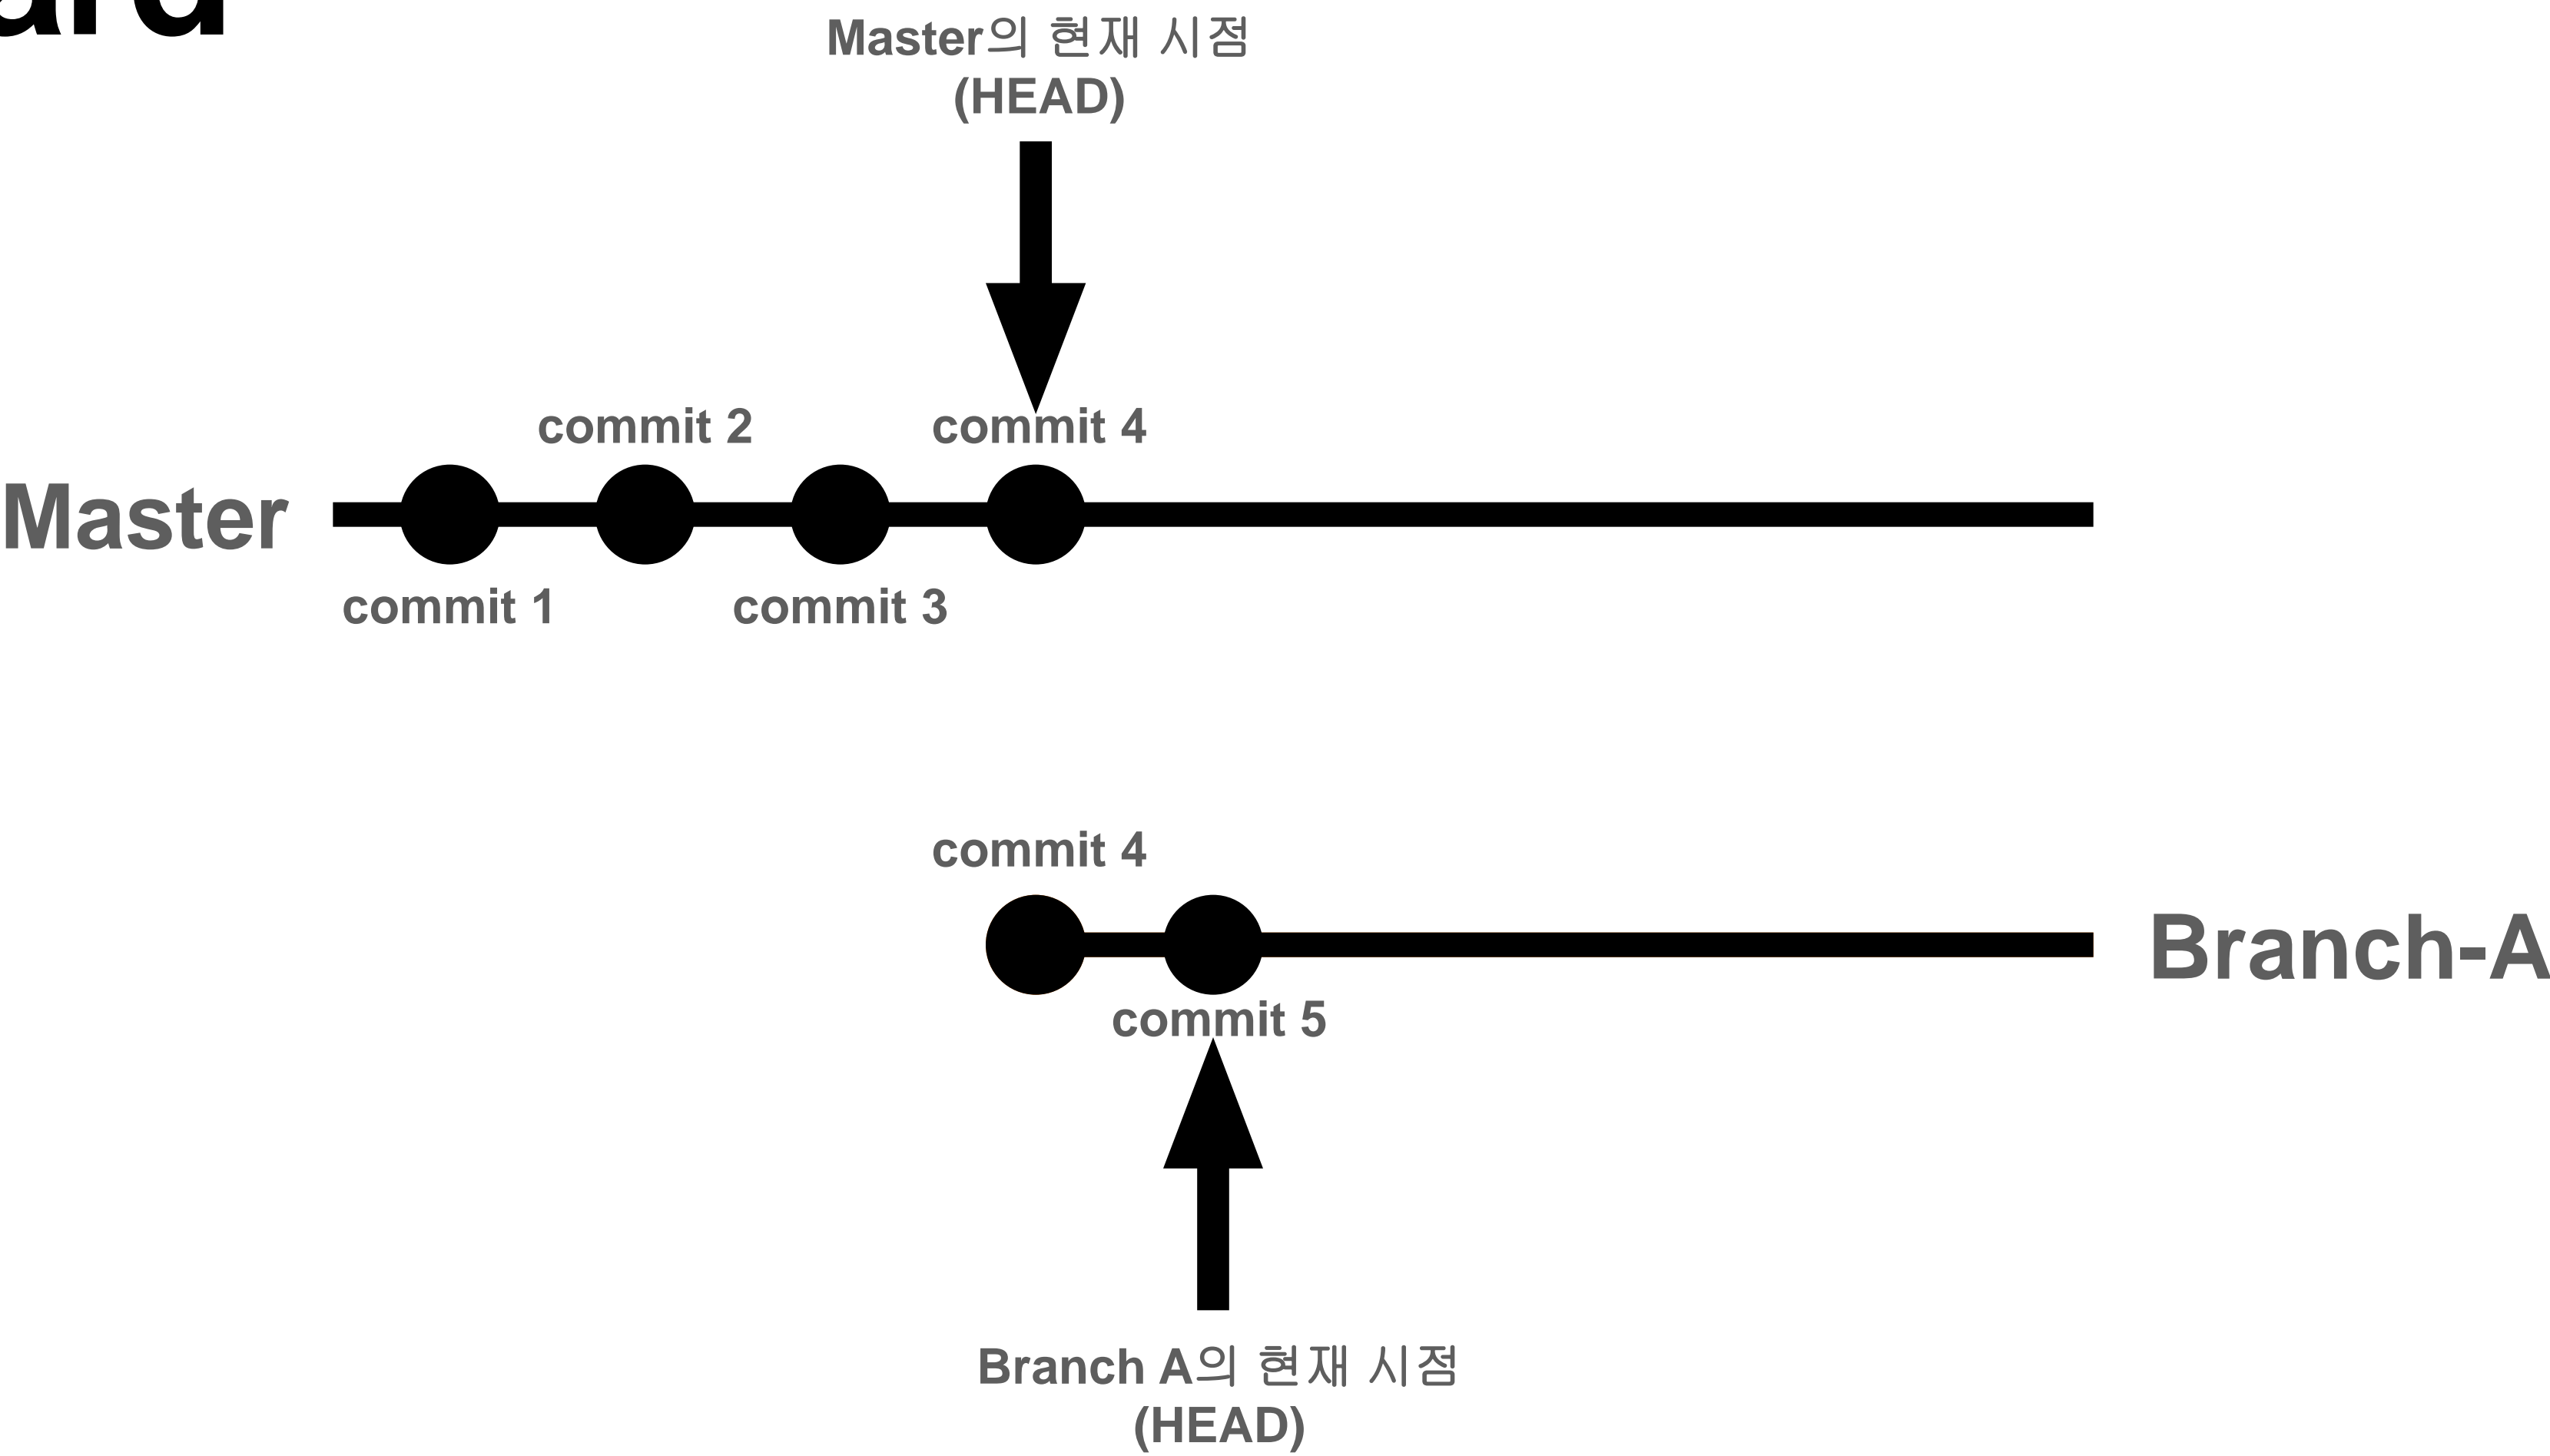 Master의 현재 시점
(HEAD)
commit 2
commit 4
Master
commit 1
commit 3
commit 4
Branch-A
commit 5
Branch A의 현재 시점
(HEAD)